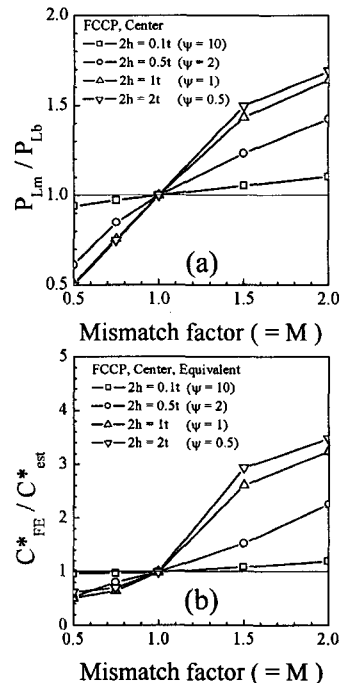 FCCP, Center
2h = 0.1t (ψ = 10)
2h = 0.5t (ψ = 2)
2h = 1t (ψ = 1)
2h = 2t (ψ = 0.5)
2.0
1.5
1.0
0.5
P_Lm / P_Lb
(a)
0.5 1.0 1.5 2.0
Mismatch factor ( = M )
FCCP, Center, Equivalent
2h = 0.1t (ψ = 10)
2h = 0.5t (ψ = 2)
2h = 1t (ψ = 1)
2h = 2t (ψ = 0.5)
5
4
3
2
1
0
C*_FE / C*_est
(b)
0.5 1.0 1.5 2.0
Mismatch factor ( = M )